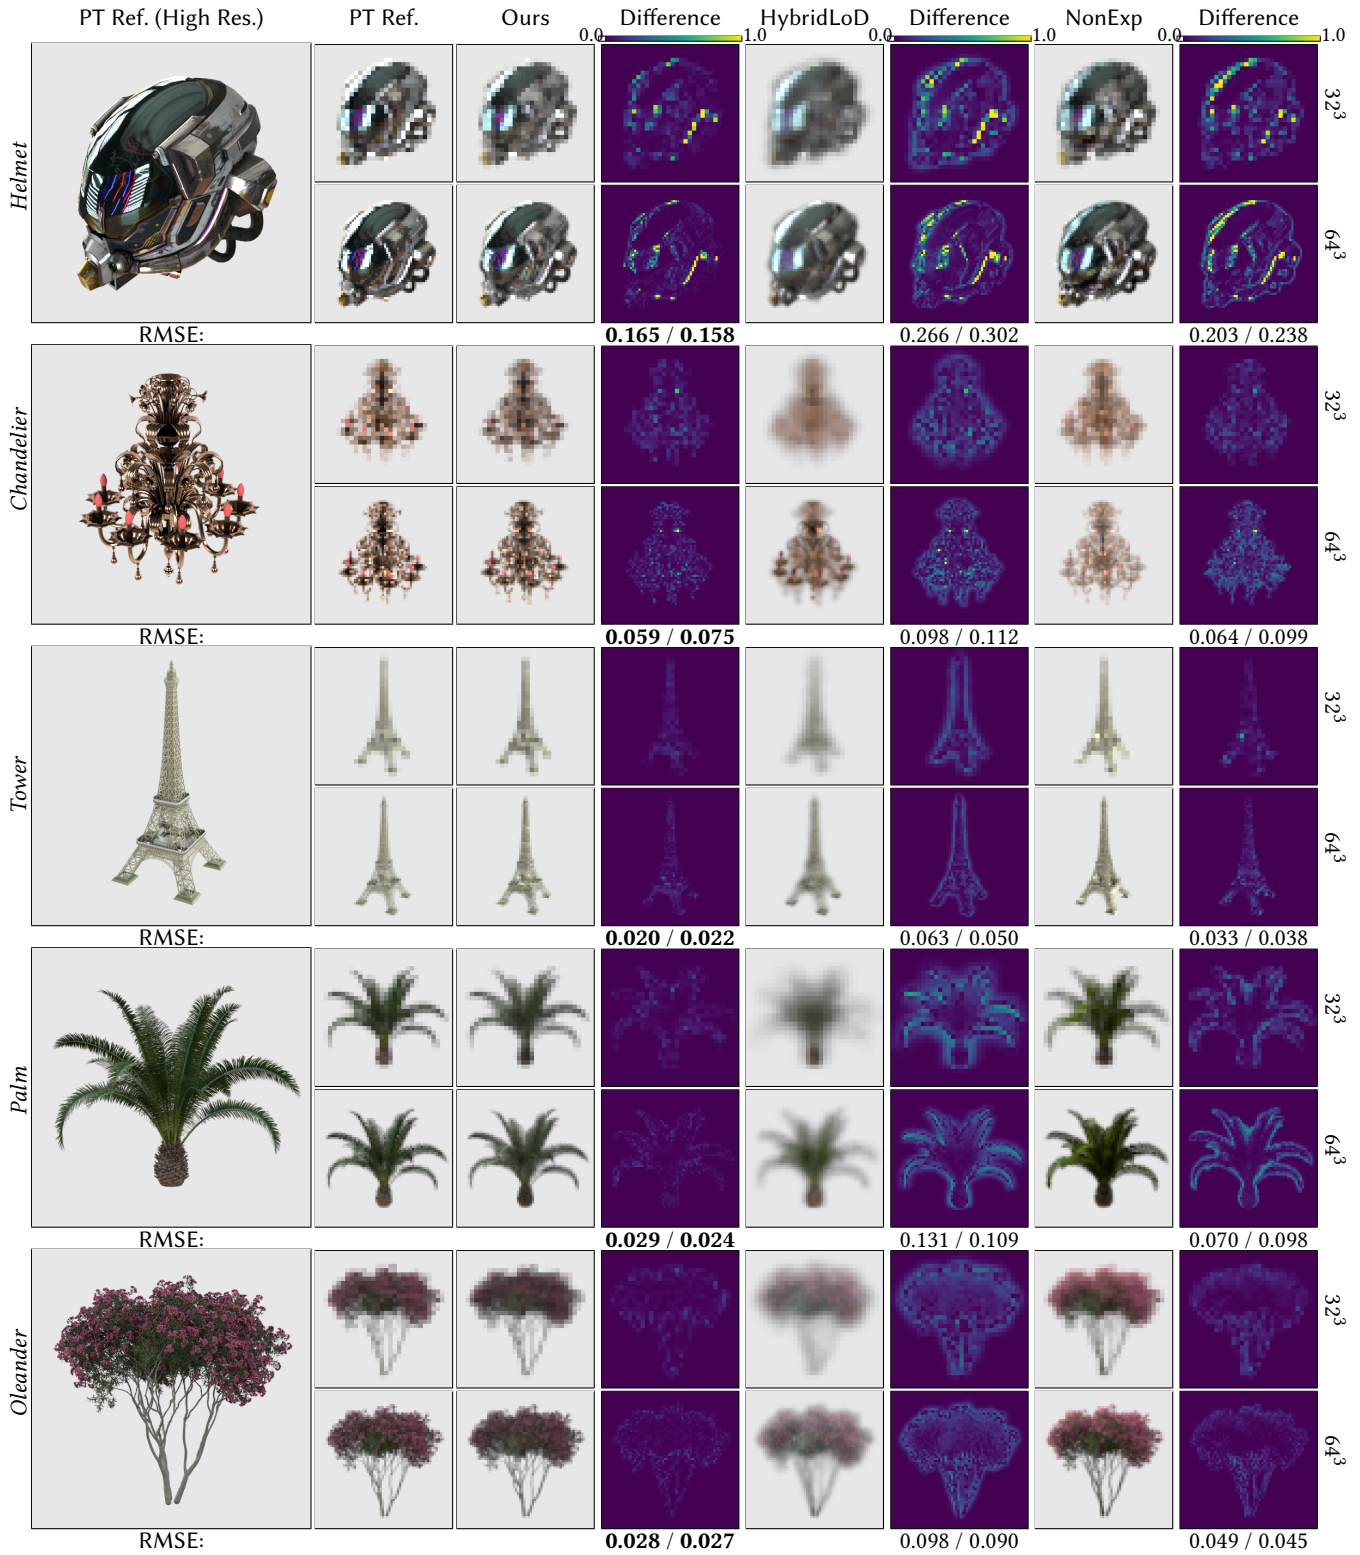 PT Ref. (High Res.) PT Ref. Ours Difference HybridLoD Difference NonExp Difference
0.0 1.0 0.0 1.0 0.0 1.0
Helmet
32³
64³
RMSE: 0.165 / 0.158 0.266 / 0.302 0.203 / 0.238
Chandelier
32³
64³
RMSE: 0.059 / 0.075 0.098 / 0.112 0.064 / 0.099
Tower
32³
64³
RMSE: 0.020 / 0.022 0.063 / 0.050 0.033 / 0.038
Palm
32³
64³
RMSE: 0.029 / 0.024 0.131 / 0.109 0.070 / 0.098
Oleander
32³
64³
RMSE: 0.028 / 0.027 0.098 / 0.090 0.049 / 0.045